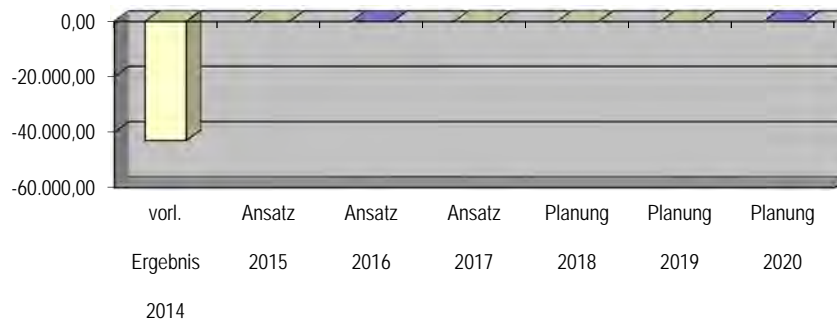 0,00
-20.000,00
-40.000,00
-60.000,00
vorl. Ansatz Ansatz Ansatz Planung Planung Planung
Ergebnis 2015 2016 2017 2018 2019 2020
2014